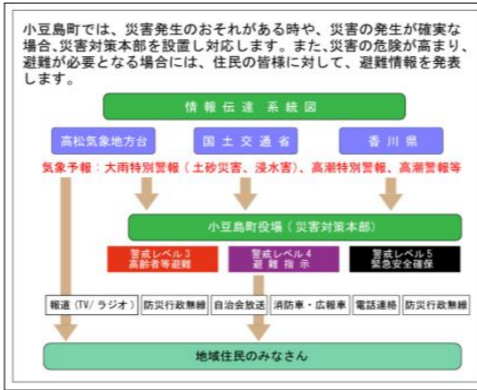 小豆島町では、災害発生のおそれがある時や、災害の発生が確実な
場合、災害対策本部を設置し対応します。また、災害の危険が高まり、
避難が必要となる場合には、住民の皆様に対して、避難情報を発表
します。
情報伝達 系統図
高松気象地方台 国土交通省 香川県
気象予報：大雨特別警報（土砂災害、浸水害）、高潮特別警報、高潮警報等
小豆島町役場（災害対策本部）
警戒レベル3 警戒レベル4 警戒レベル5
高齢者等避難 避難指示 緊急安全確保
報道（TV/ラジオ） 防災行政無線 自治会放送 消防車・広報車 電話連絡 防災行政無線
地域住民のみなさん